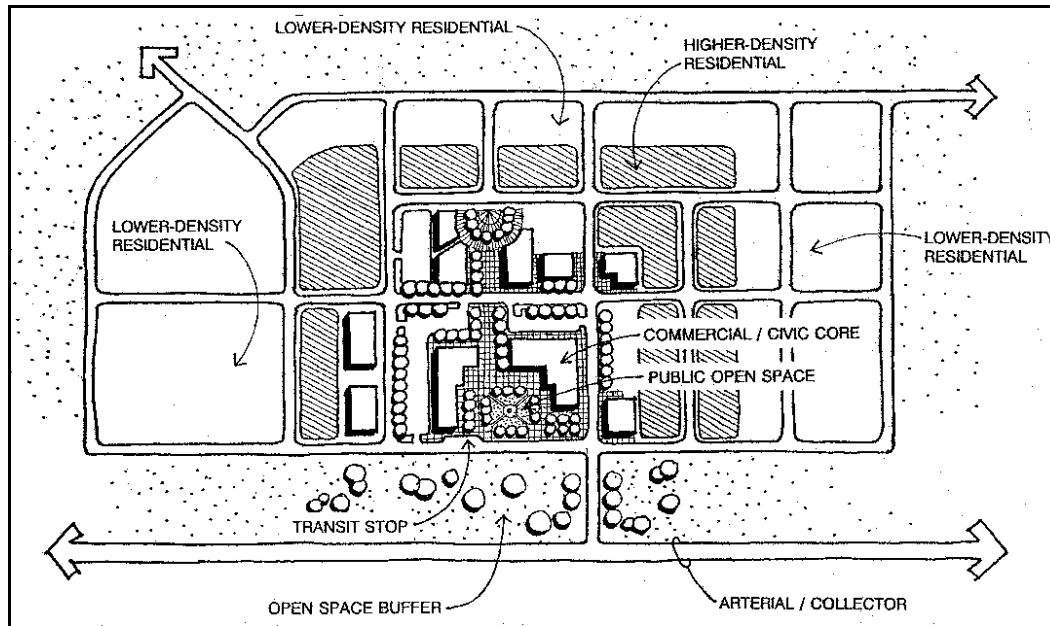 LOWER-DENSITY RESIDENTIAL
HIGHER-DENSITY
RESIDENTIAL
LOWER-DENSITY
RESIDENTIAL
LOWER-DENSITY
RESIDENTIAL
COMMERCIAL / CIVIC CORE
PUBLIC OPEN SPACE
TRANSIT STOP
OPEN SPACE BUFFER
ARTERIAL / COLLECTOR